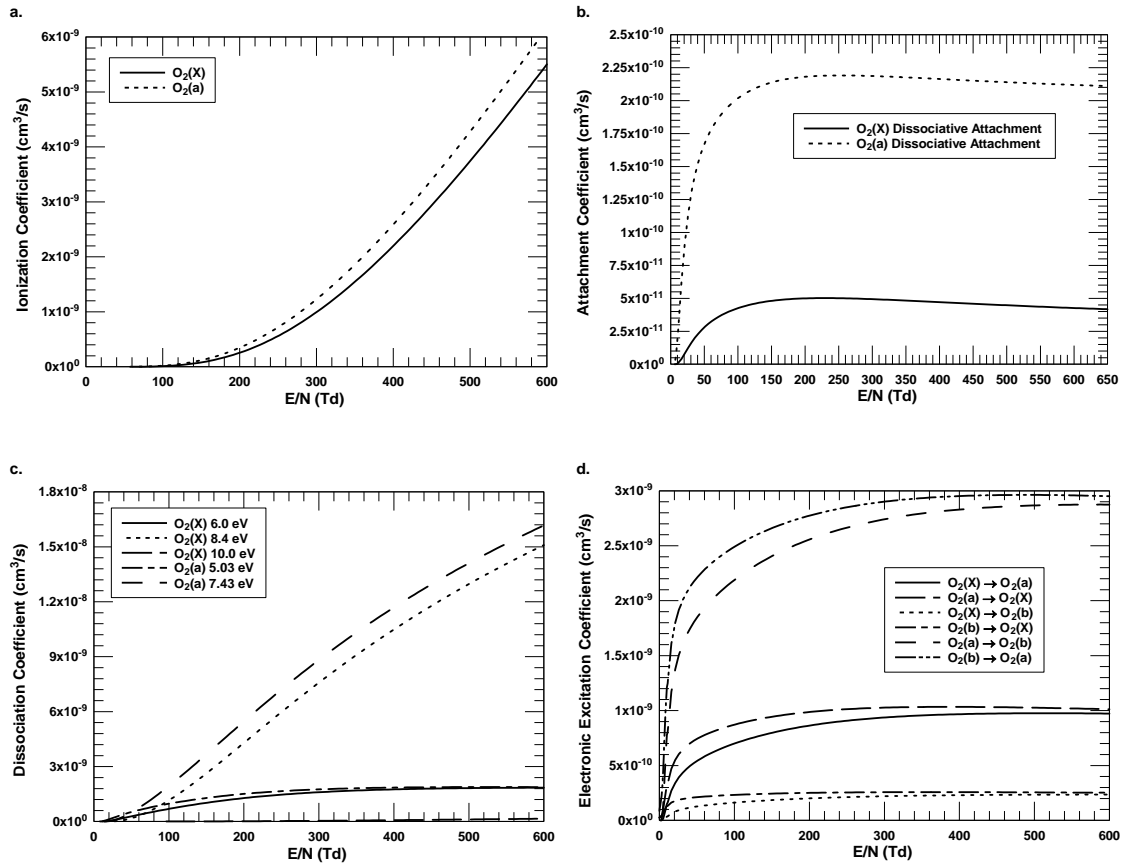 a.
6x10⁻⁹
5x10⁻⁹
4x10⁻⁹
3x10⁻⁹
2x10⁻⁹
1x10⁻⁹
0x10⁰
Ionization Coefficient (cm³/s)
O₂(X)
O₂(a)
0 100 200 300 400 500 600
E/N (Td)
b.
2.5x10⁻¹⁰
2.25x10⁻¹⁰
2x10⁻¹⁰
1.75x10⁻¹⁰
1.5x10⁻¹⁰
1.25x10⁻¹⁰
1x10⁻¹⁰
7.5x10⁻¹¹
5x10⁻¹¹
2.5x10⁻¹¹
0x10⁰
Attachment Coefficient (cm³/s)
O₂(X) Dissociative Attachment
O₂(a) Dissociative Attachment
0 50 100 150 200 250 300 350 400 450 500 550 600 650
E/N (Td)
c.
1.8x10⁻⁸
1.5x10⁻⁸
1.2x10⁻⁸
9x10⁻⁹
6x10⁻⁹
3x10⁻⁹
0x10⁰
Dissociation Coefficient (cm³/s)
O₂(X) 6.0 eV
O₂(X) 8.4 eV
O₂(X) 10.0 eV
O₂(a) 5.03 eV
O₂(a) 7.43 eV
0 100 200 300 400 500 600
E/N (Td)
d.
3x10⁻⁹
2.5x10⁻⁹
2x10⁻⁹
1.5x10⁻⁹
1x10⁻⁹
5x10⁻¹⁰
0x10⁰
Electronic Excitation Coefficient (cm³/s)
O₂(X) → O₂(a)
O₂(a) → O₂(X)
O₂(X) → O₂(b)
O₂(b) → O₂(X)
O₂(a) → O₂(b)
O₂(b) → O₂(a)
0 100 200 300 400 500 600
E/N (Td)